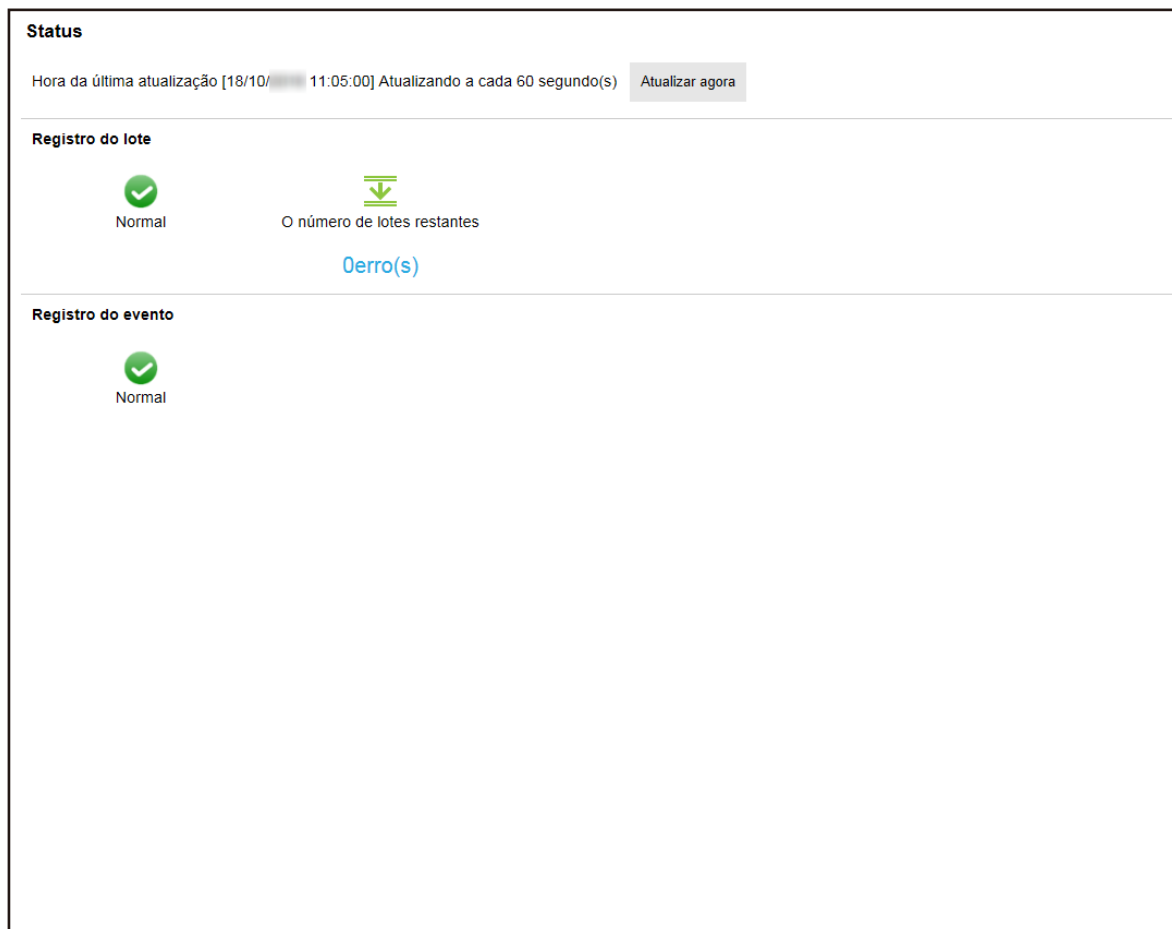 Status
Hora da última atualização [18/10/ 11:05:00] Atualizando a cada 60 segundo(s) Atualizar agora
Registro do lote
Normal O número de lotes restantes
0erro(s)
Registro do evento
Normal